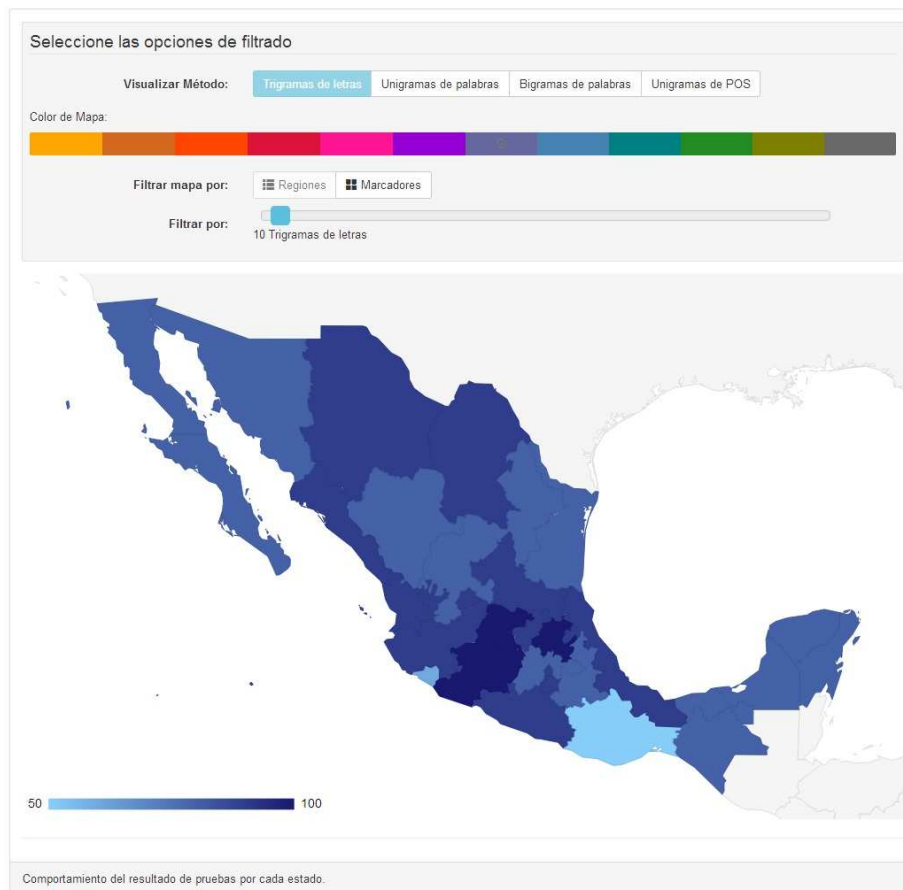 Seleccione las opciones de filtrado
Visualizar Método: Trigramas de letras Unigramas de palabras Bigramas de palabras Unigramas de POS
Color de Mapa:
Filtrar mapa por: Regiones Marcadores
Filtrar por:
10 Trigramas de letras
50 100
Comportamiento del resultado de pruebas por cada estado.